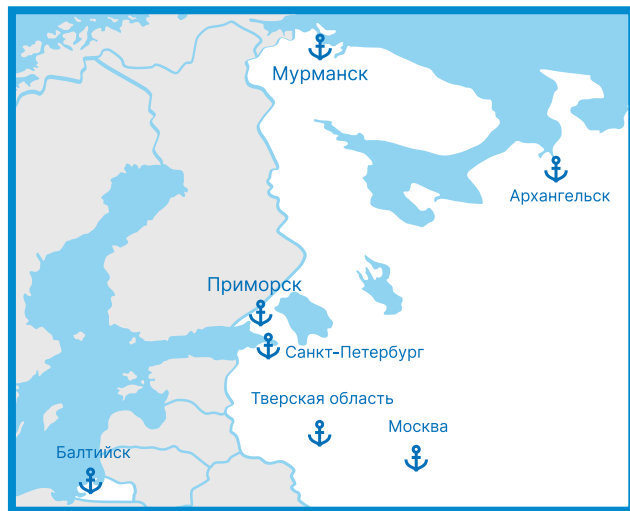 Мурманск
Архангельск
Приморск
Санкт-Петербург
Тверская область
Москва
Балтийск